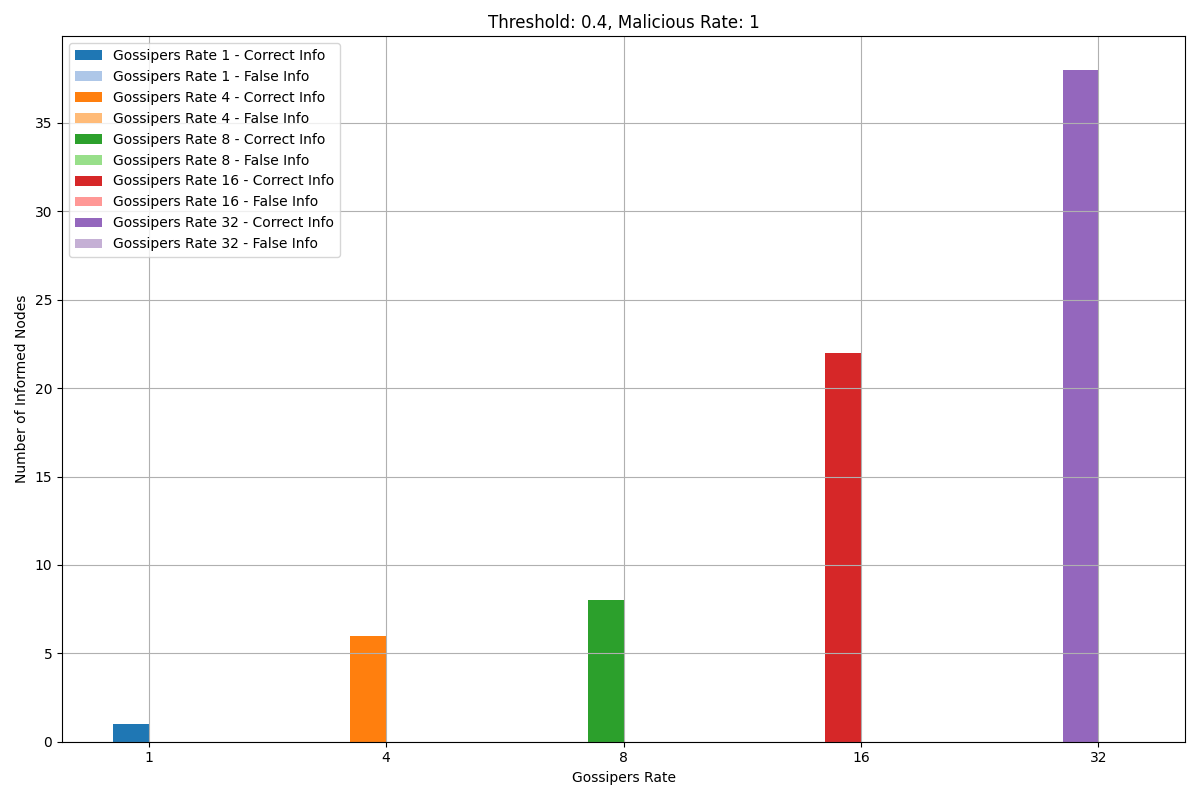 Threshold: 0.4, Malicious Rate: 1
Gossipers Rate 1 - Correct Info
Gossipers Rate 1 - False Info
Gossipers Rate 4 - Correct Info
Gossipers Rate 4 - False Info
Gossipers Rate 8 - Correct Info
Gossipers Rate 8 - False Info
Gossipers Rate 16 - Correct Info
Gossipers Rate 16 - False Info
Gossipers Rate 32 - Correct Info
Gossipers Rate 32 - False Info
Number of Informed Nodes
35
30
25
20
15
10
5
0
1 4 8 16 32
Gossipers Rate